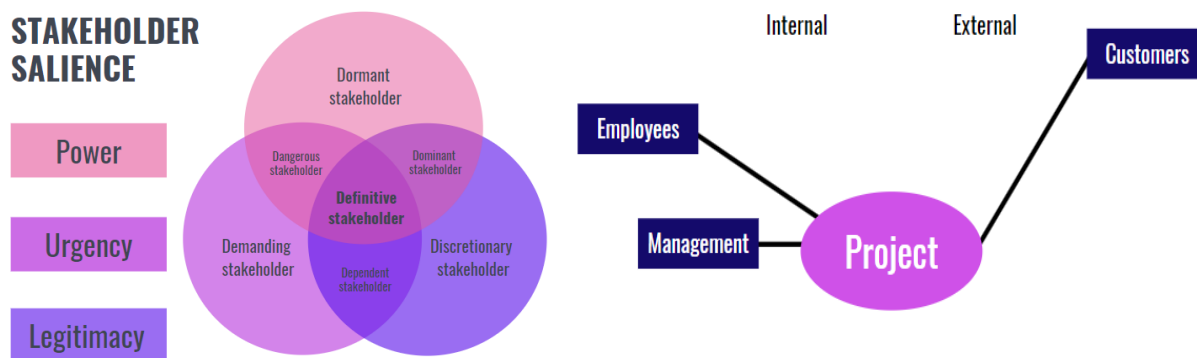 STAKEHOLDER
SALIENCE
Power
Urgency
Legitimacy
Dormant
stakeholder
Dangerous
stakeholder
Dominant
stakeholder
Definitive
stakeholder
Demanding
stakeholder
Discretionary
stakeholder
Dependent
stakeholder
Internal
External
Customers
Employees
Management
Project